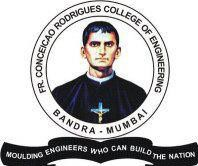 FR. CONCEICAO RODRIGUES COLLEGE OF ENGINEERING
BANDRA - MUMBAI
MOULDING ENGINEERS WHO CAN BUILD THE NATION